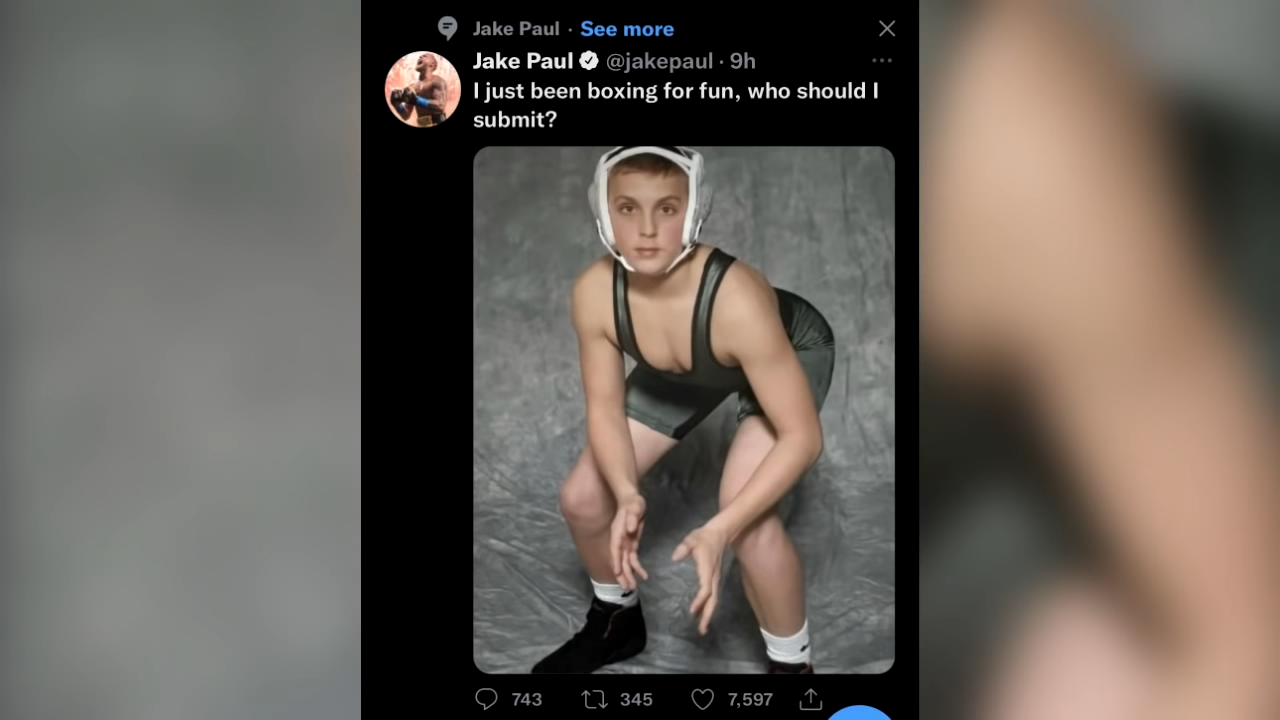 Jake Paul · See more
Jake Paul @jakepaul · 9h
I just been boxing for fun, who should I
submit?
743 345 7,597